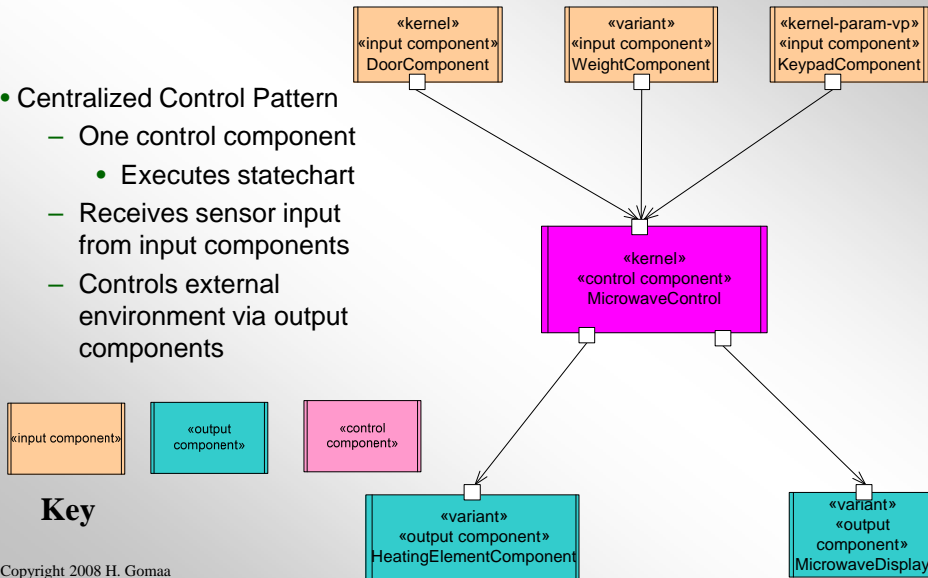 «kernel»
«input component»
DoorComponent
«variant»
«input component»
WeightComponent
«kernel-param-vp»
«input component»
KeypadComponent
• Centralized Control Pattern
– One control component
• Executes statechart
– Receives sensor input
from input components
– Controls external
environment via output
components
«kernel»
«control component»
MicrowaveControl
«input component»
«output
component»
«control
component»
Key
«variant»
«output component»
HeatingElementComponent
«variant»
«output
component»
MicrowaveDisplay
Copyright 2008 H. Gomaa